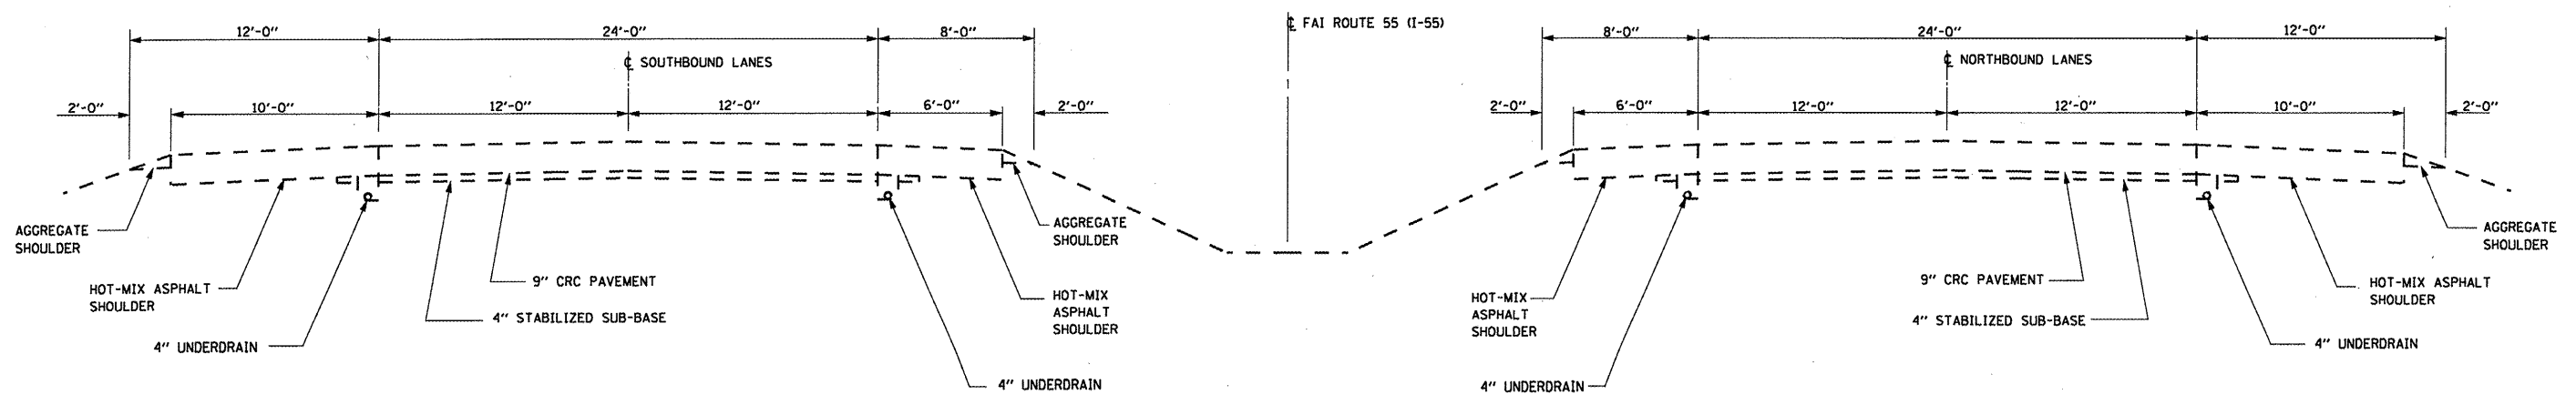 ℄ FAI ROUTE 55 (I-55)
12'-0" 24'-0" 8'-0" 8'-0" 24'-0" 12'-0"
℄ SOUTHBOUND LANES ℄ NORTHBOUND LANES
2'-0" 10'-0" 12'-0" 12'-0" 6'-0" 2'-0" 2'-0" 6'-0" 12'-0" 12'-0" 10'-0" 2'-0"
AGGREGATE
SHOULDER
HOT-MIX ASPHALT
SHOULDER
4" UNDERDRAIN
9" CRC PAVEMENT
4" STABILIZED SUB-BASE
AGGREGATE
SHOULDER
HOT-MIX
ASPHALT
SHOULDER
4" UNDERDRAIN
HOT-MIX
ASPHALT
SHOULDER
4" UNDERDRAIN
9" CRC PAVEMENT
4" STABILIZED SUB-BASE
AGGREGATE
SHOULDER
HOT-MIX ASPHALT
SHOULDER
4" UNDERDRAIN